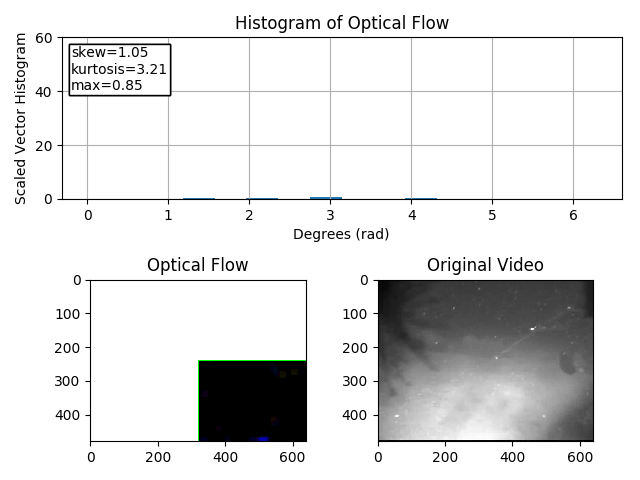 Histogram of Optical Flow
Scaled Vector Histogram
60
40
20
0
skew=1.05
kurtosis=3.21
max=0.85
0 1 2 3 4 5 6
Degrees (rad)
Optical Flow
0
100
200
300
400
0 200 400 600
Original Video
0
100
200
300
400
0 200 400 600